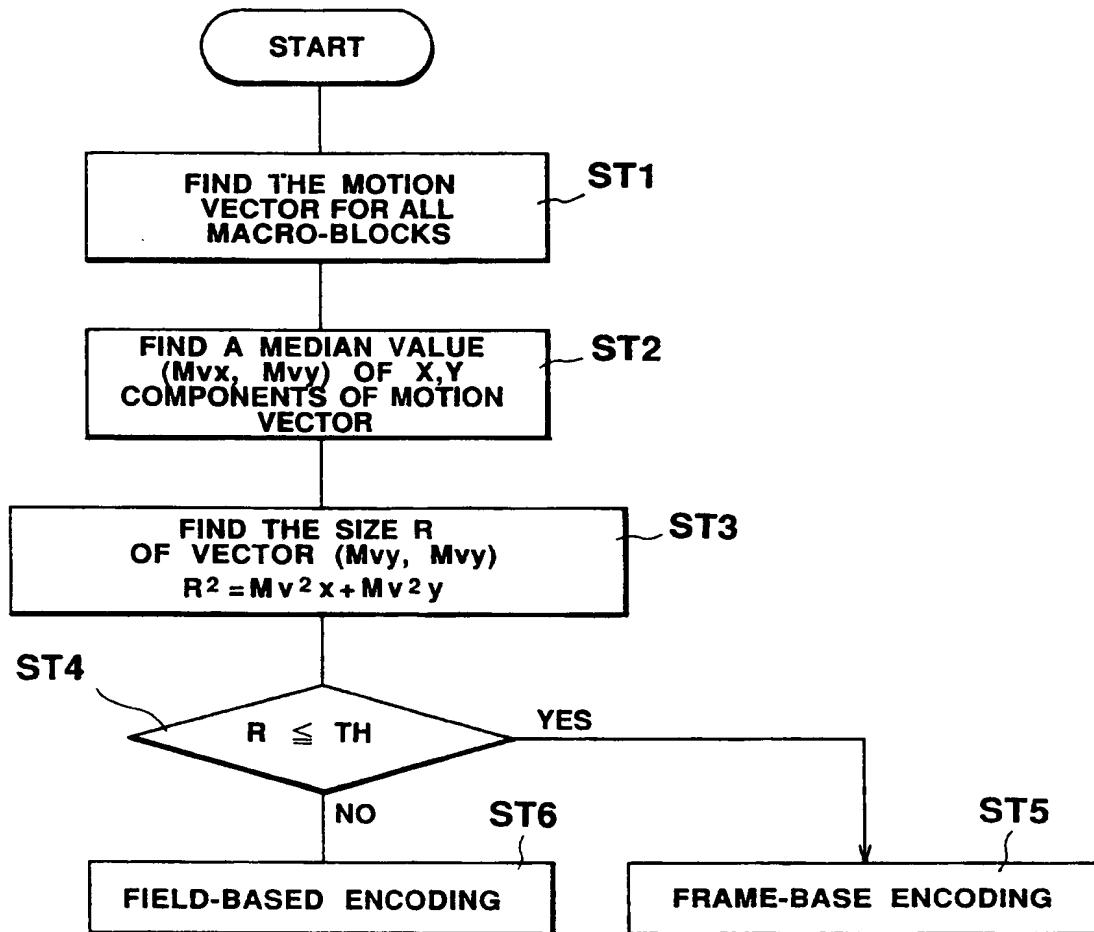 START
FIND THE MOTION
VECTOR FOR ALL
MACRO-BLOCKS
ST1
FIND A MEDIAN VALUE
(Mvx, Mvy) OF X,Y
COMPONENTS OF MOTION
VECTOR
ST2
FIND THE SIZE R
OF VECTOR (Mvy, Mvy)
R² = Mv²x + Mv²y
ST3
ST4
R ≦ TH
YES
NO
ST6
FIELD-BASED ENCODING
ST5
FRAME-BASE ENCODING